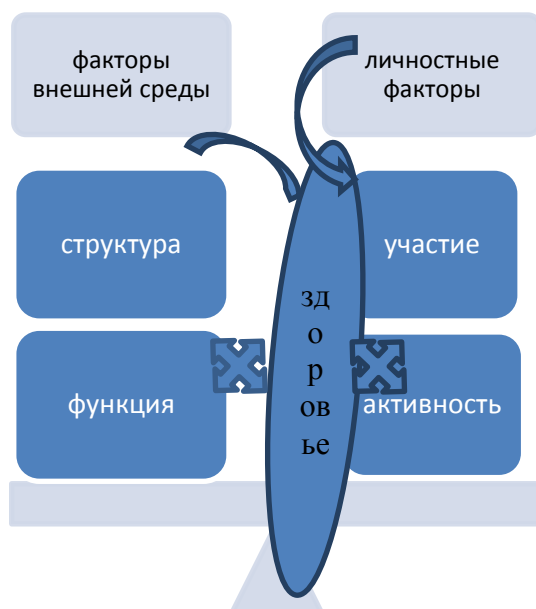 факторы
внешней среды
личностные
факторы
структура
участие
зд
о
р
ов
ье
функция
активность